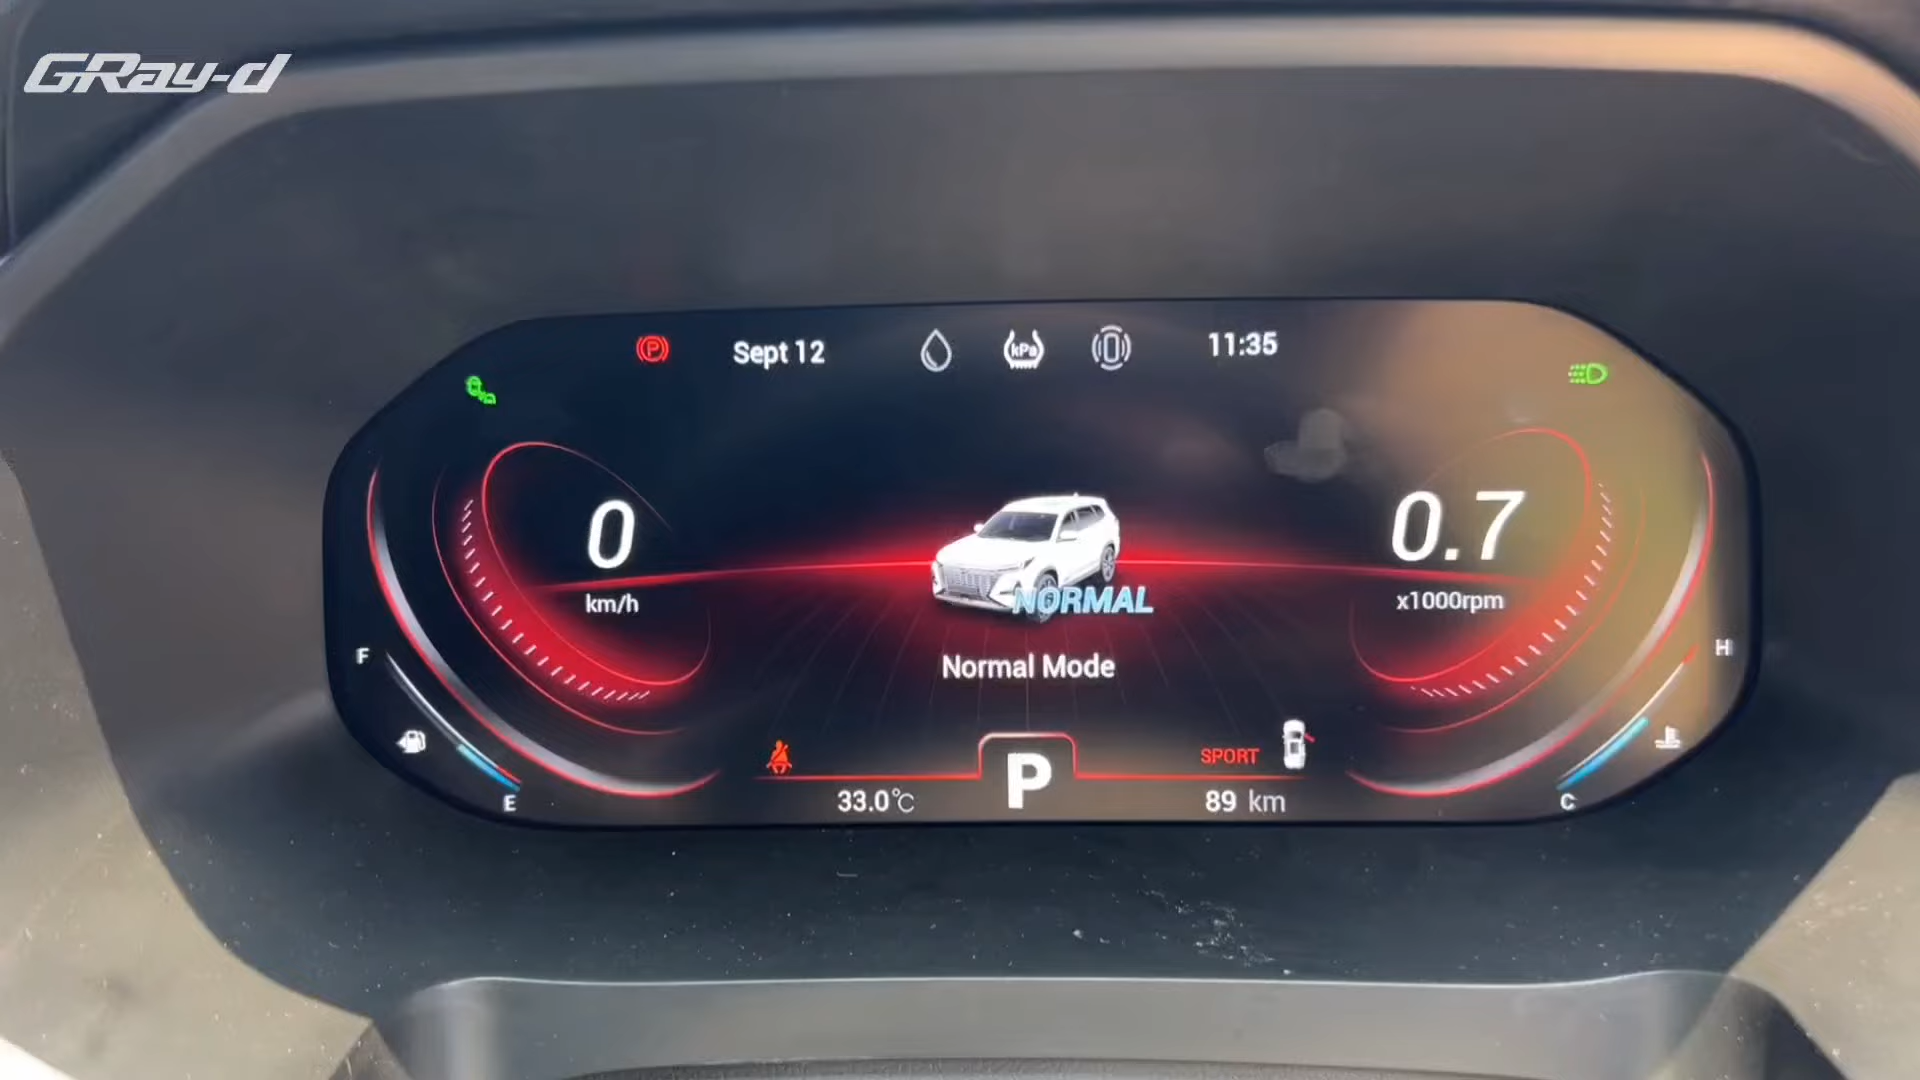 GRay-d
P
Sept 12
kPa
11:35
0
km/h
0.7
x1000rpm
NORMAL
Normal Mode
F
H
SPORT
P
E
33.0°C
89 km
C